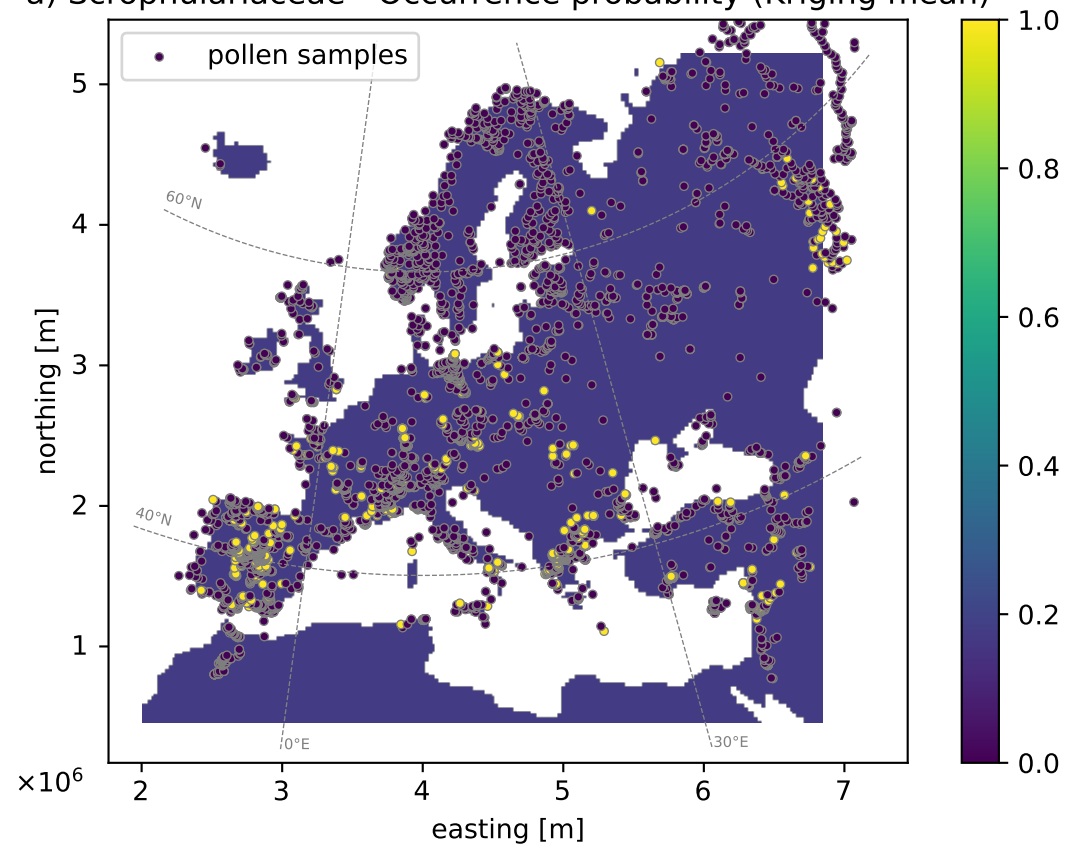 a) Scrophulariaceae - Occurrence probability (Kriging mean)
pollen samples
1.0
0.8
0.6
0.4
0.2
0.0
5
4
3
2
1
northing [m]
60°N
40°N
0°E
30°E
×10⁶
2 3 4 5 6 7
easting [m]